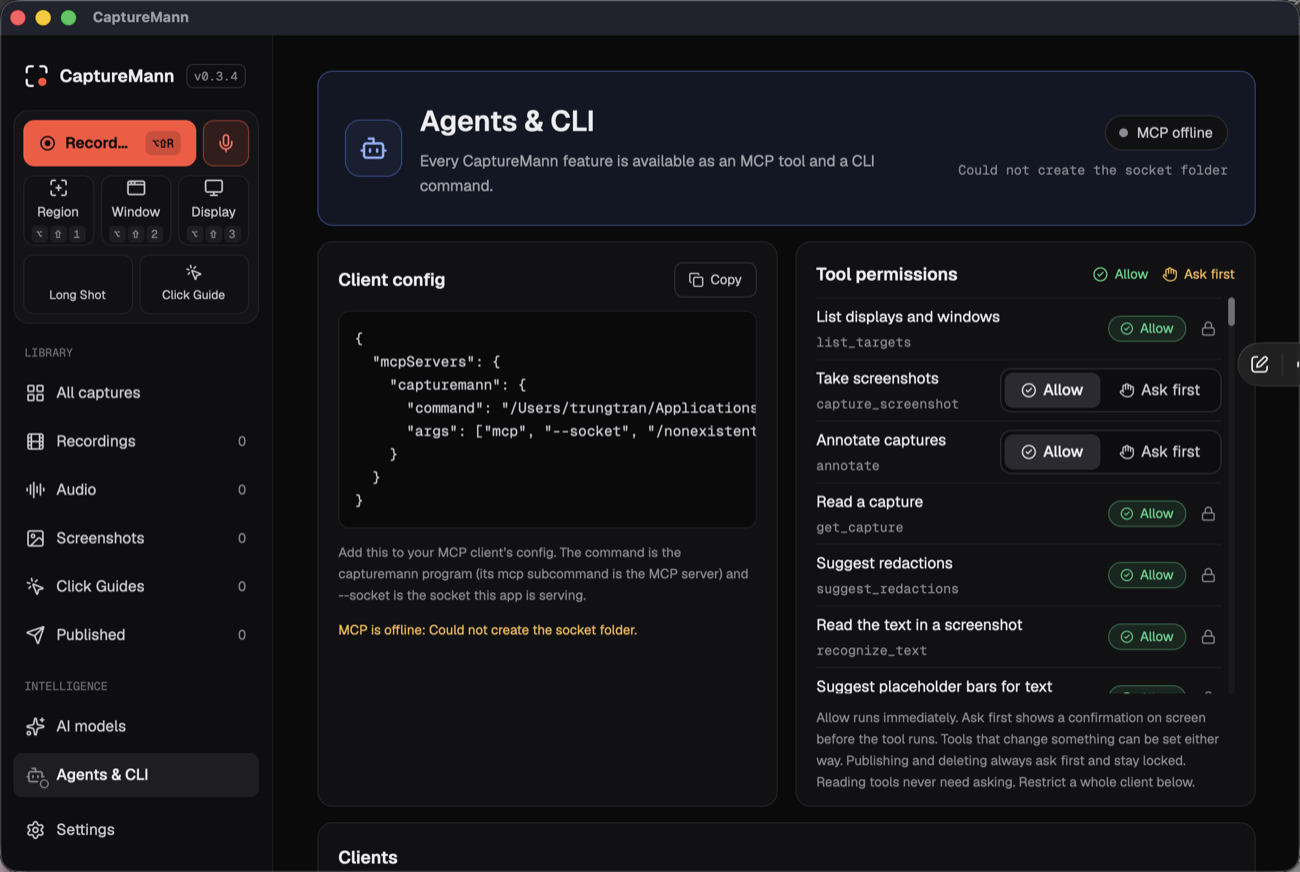 CaptureMann
CaptureMann v0.3.4
Record... ⌥⇧R
Region
⌥ ⇧ 1
Window
⌥ ⇧ 2
Display
⌥ ⇧ 3
Long Shot
Click Guide
LIBRARY
All captures
Recordings 0
Audio 0
Screenshots 0
Click Guides 0
Published 0
INTELLIGENCE
AI models
Agents & CLI
Settings
Agents & CLI
Every CaptureMann feature is available as an MCP tool and a CLI
command.
MCP offline
Could not create the socket folder
Client config
Copy
{
"mcpServers": {
"capturemann": {
"command": "/Users/trungtran/Applications
"args": ["mcp", "--socket", "/nonexistent
}
}
}
Add this to your MCP client's config. The command is the
capturemann program (its mcp subcommand is the MCP server) and
--socket is the socket this app is serving.
MCP is offline: Could not create the socket folder.
Tool permissions
Allow Ask first
List displays and windows
list_targets
Allow
Take screenshots
capture_screenshot
Allow Ask first
Annotate captures
annotate
Allow Ask first
Read a capture
get_capture
Allow
Suggest redactions
suggest_redactions
Allow
Read the text in a screenshot
recognize_text
Allow
Suggest placeholder bars for text
Allow runs immediately. Ask first shows a confirmation on screen
before the tool runs. Tools that change something can be set either
way. Publishing and deleting always ask first and stay locked.
Reading tools never need asking. Restrict a whole client below.
Clients